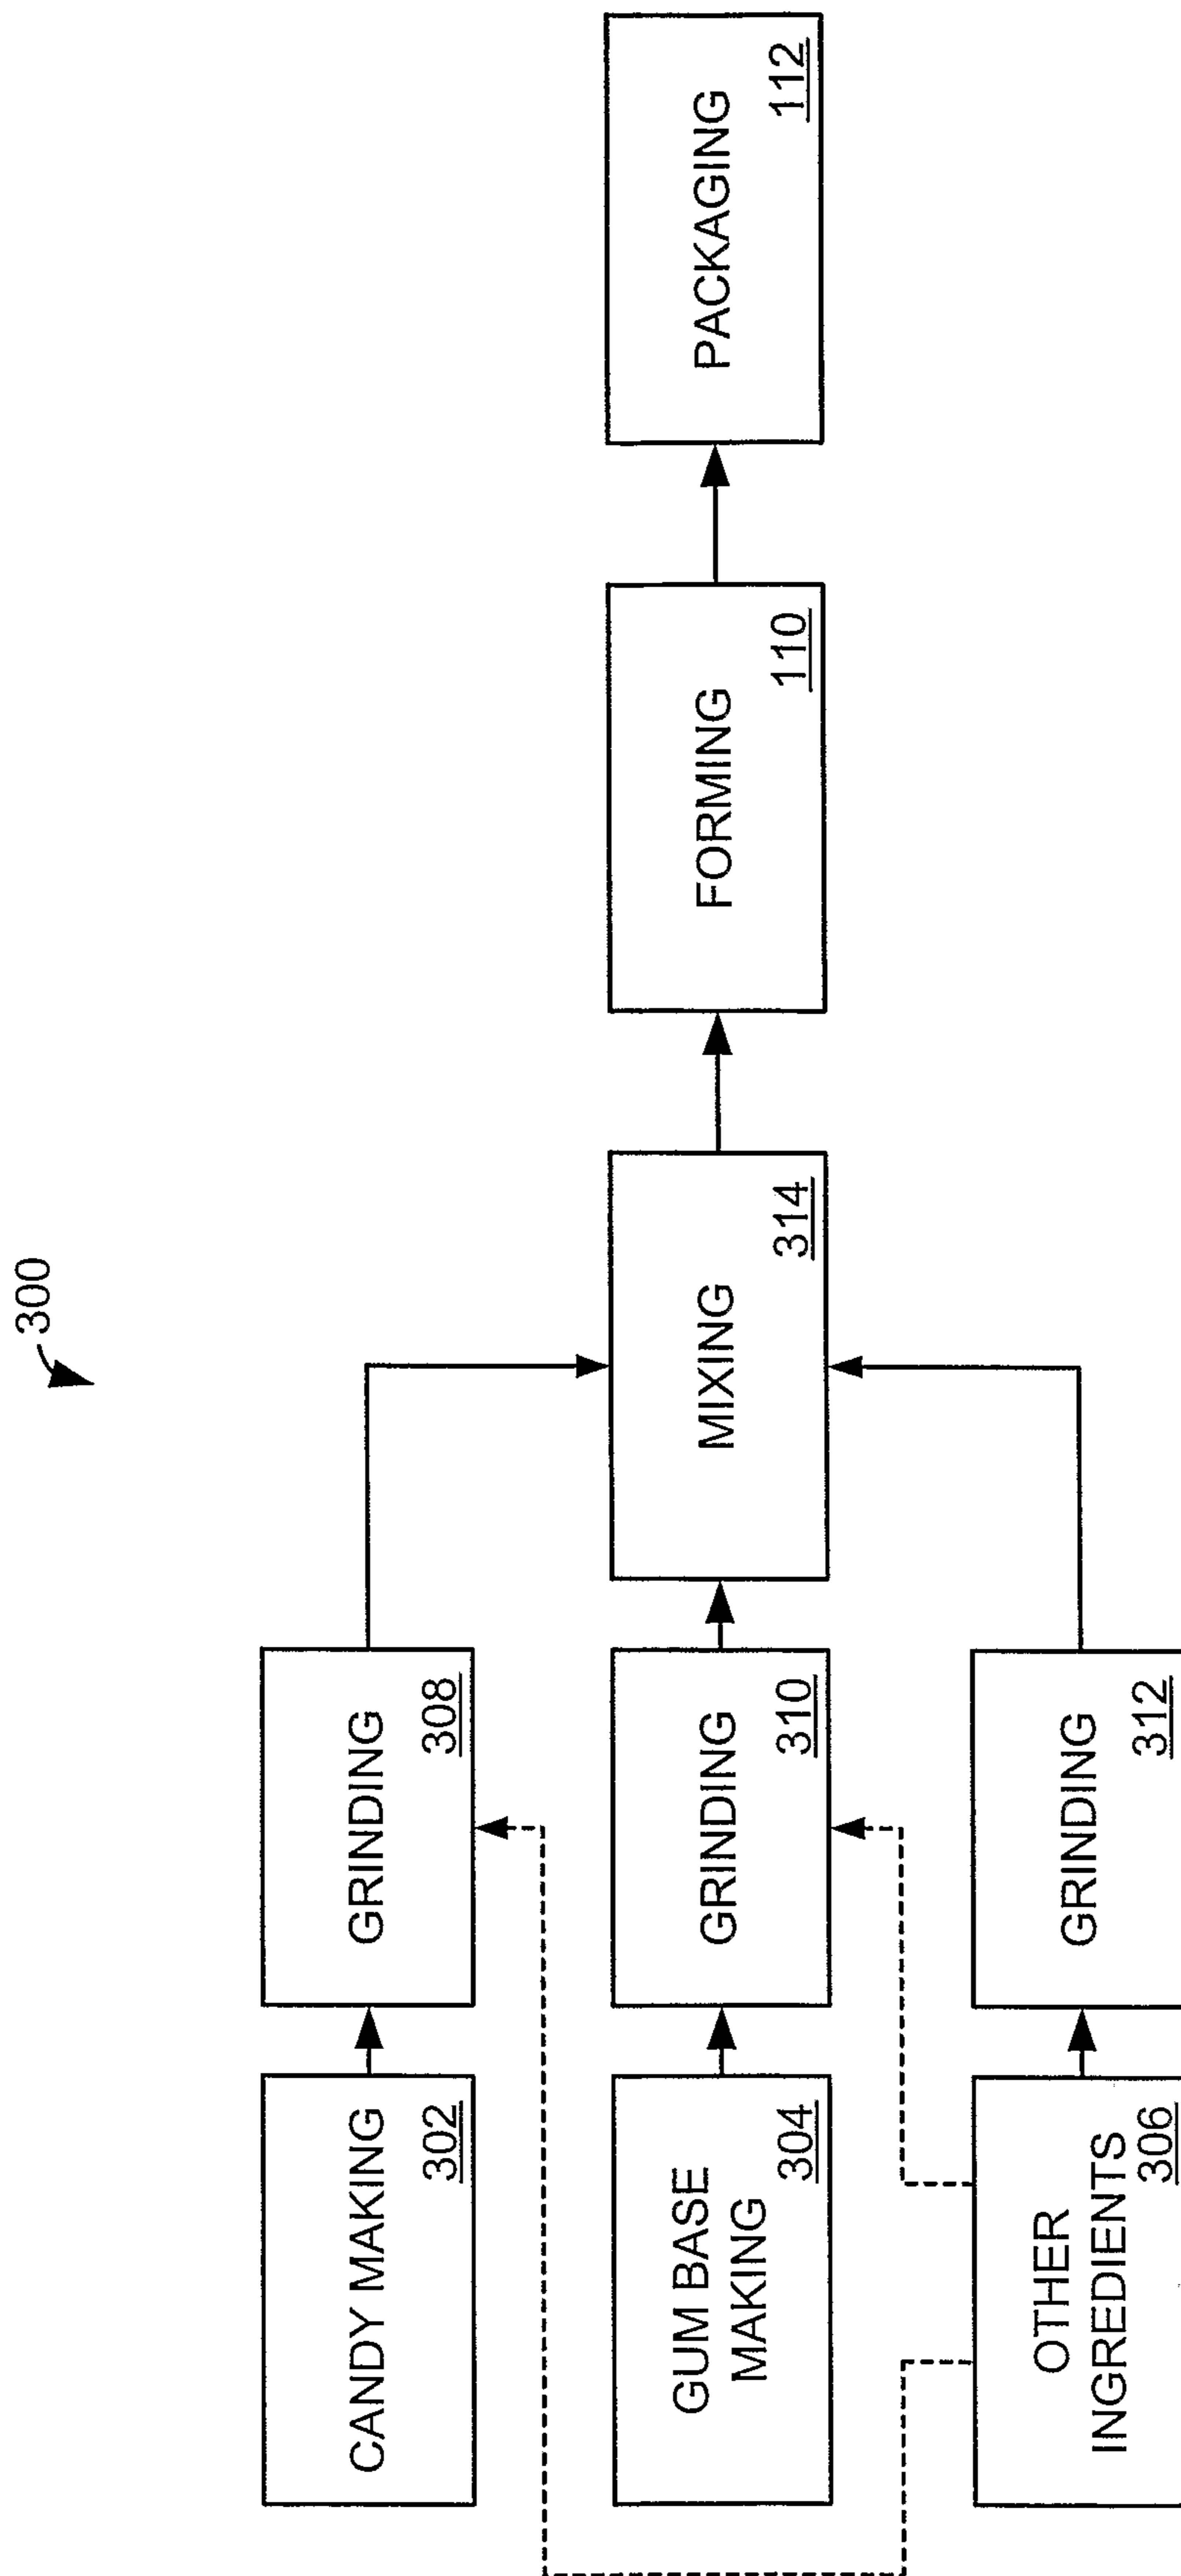 300
CANDY MAKING
302
GRINDING
308
GUM BASE
MAKING
304
GRINDING
310
MIXING
314
FORMING
110
PACKAGING
112
OTHER
INGREDIENTS
306
GRINDING
312